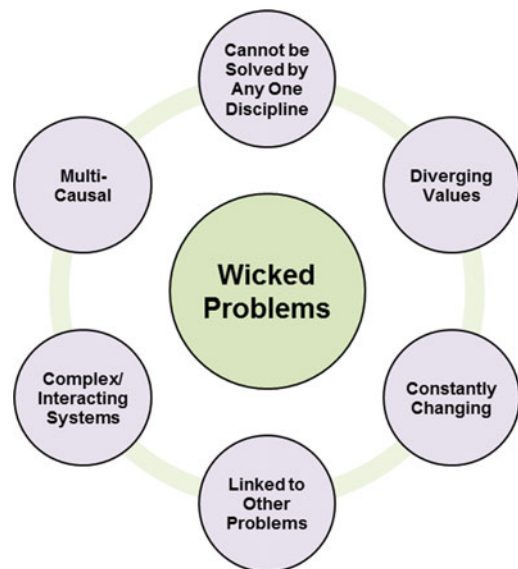 Cannot be
Solved by
Any One
Discipline
Multi-
Causal
Diverging
Values
Wicked
Problems
Complex/
Interacting
Systems
Constantly
Changing
Linked to
Other
Problems